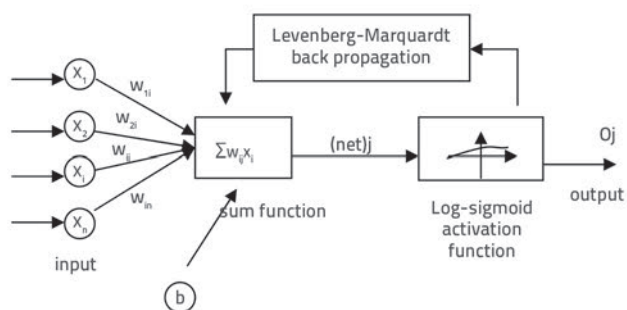 Levenberg-Marquardt
back propagation
X1
W1i
X2
W2i
Xi
Wij
Xn
Win
∑WijXi
(net)j
Oj
output
sum function
Log-sigmoid
activation
function
input
b